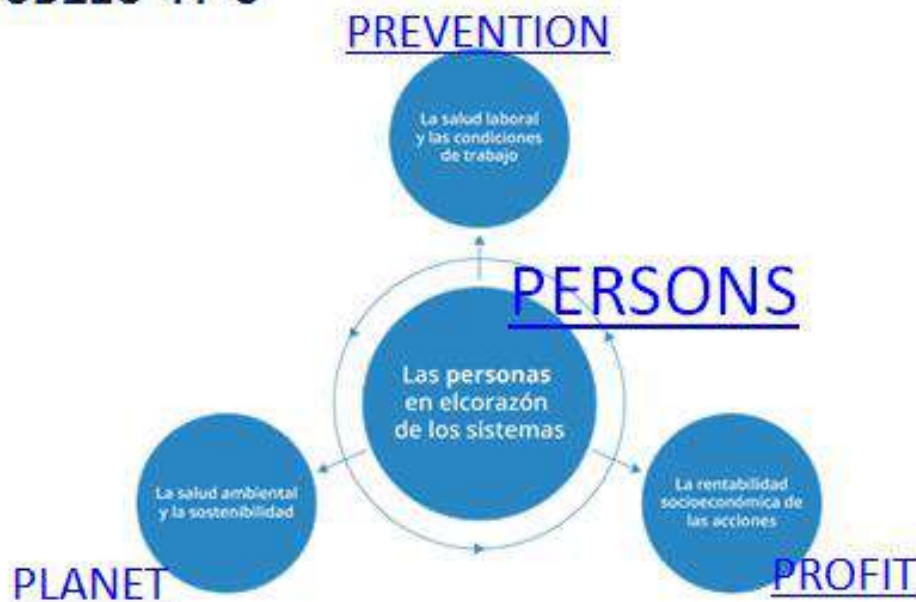 PREVENTION
La salud laboral
y las condiciones
de trabajo
PERSONS
Las personas
en elcorazón
de los sistemas
La salud ambiental
y la sostenibilidad
La rentabilidad
socioeconómica de
las acciones
PLANET
PROFIT